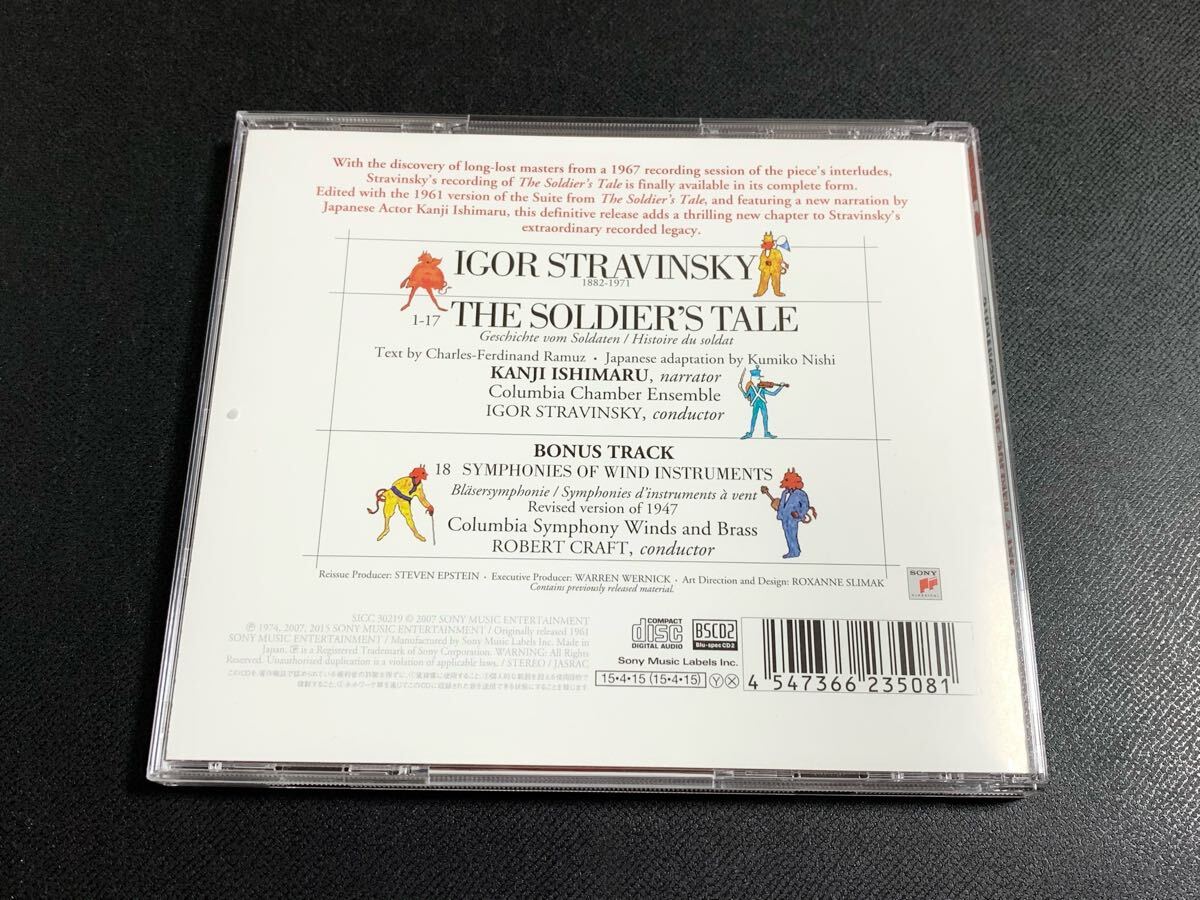 With the discovery of long-lost masters from a 1967 recording session of the piece's interludes,
Stravinsky's recording of The Soldier's Tale is finally available in its complete form.
Edited with the 1961 version of the Suite from The Soldier's Tale, and featuring a new narration by
Japanese Actor Kanji Ishimaru, this definitive release adds a thrilling new chapter to Stravinsky's
extraordinary recorded legacy.
IGOR STRAVINSKY
1882-1971
1-17 THE SOLDIER'S TALE
Geschichte vom Soldaten / Histoire du soldat
Text by Charles-Ferdinand Ramuz · Japanese adaptation by Kumiko Nishi
KANJI ISHIMARU, narrator
Columbia Chamber Ensemble
IGOR STRAVINSKY, conductor
BONUS TRACK
18 SYMPHONIES OF WIND INSTRUMENTS
Bläsersymphonie / Symphonies d'instruments à vent
Revised version of 1947
Columbia Symphony Winds and Brass
ROBERT CRAFT, conductor
Reissue Producer: STEVEN EPSTEIN · Executive Producer: WARREN WERNICK · Art Direction and Design: ROXANNE SLIMAK
Contains previously released material.
SONY
CLASSICAL
SICC 30219 © 2007 SONY MUSIC ENTERTAINMENT
℗ 1974, 2007, 2015 SONY MUSIC ENTERTAINMENT / Originally released 1961
SONY MUSIC ENTERTAINMENT / Manufactured by Sony Music Labels Inc. Made in
Japan. is a Registered Trademark of Sony Corporation. WARNING: All Rights
Reserved. Unauthorized duplication is a violation of applicable laws. / STEREO / JASRAC
COMPACT
disc
DIGITAL AUDIO
BSCD2
Blu-spec CD2
Sony Music Labels Inc.
15·4·15 (15·4·15) Ⓨ Ⓧ
4 547366 235081